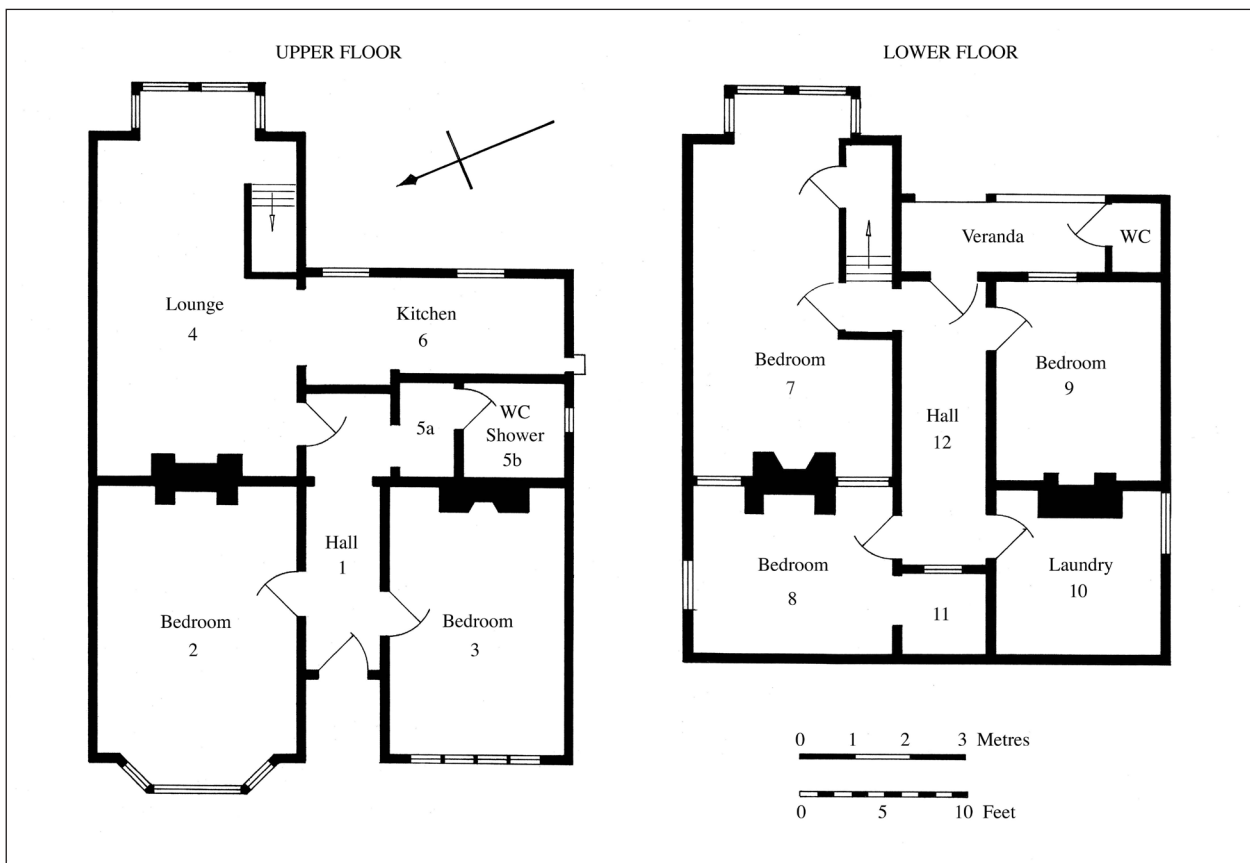 UPPER FLOOR
Lounge
4
Kitchen
6
5a
WC
Shower
5b
Hall
1
Bedroom
2
Bedroom
3
LOWER FLOOR
Veranda
WC
Bedroom
7
Bedroom
9
Hall
12
Bedroom
8
11
Laundry
10
0 1 2 3 Metres
0 5 10 Feet